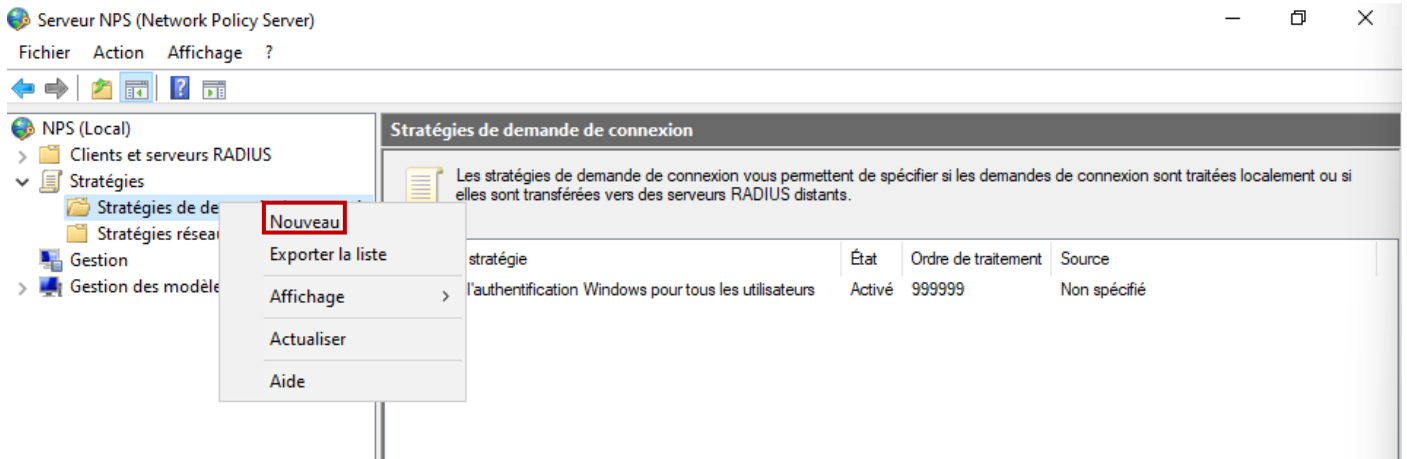 Serveur NPS (Network Policy Server)
Fichier Action Affichage ?
NPS (Local)
Clients et serveurs RADIUS
Stratégies
Stratégies de de
Stratégies réseau
Gestion
Gestion des modèle
Nouveau
Exporter la liste
Affichage
Actualiser
Aide
Stratégies de demande de connexion
Les stratégies de demande de connexion vous permettent de spécifier si les demandes de connexion sont traitées localement ou si
elles sont transférées vers des serveurs RADIUS distants.
stratégie État Ordre de traitement Source
l'authentification Windows pour tous les utilisateurs Activé 999999 Non spécifié